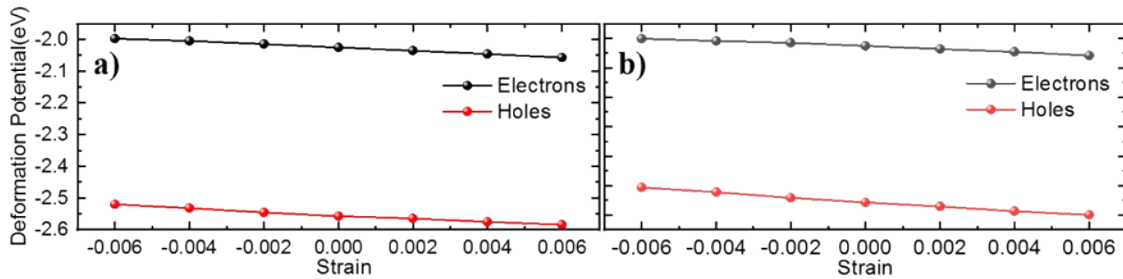 Deformation Potential(eV)
-2.0
-2.1
-2.2
-2.3
-2.4
-2.5
-2.6
a)
Electrons
Holes
-0.006 -0.004 -0.002 0.000 0.002 0.004 0.006
Strain
b)
Electrons
Holes
-0.006 -0.004 -0.002 0.000 0.002 0.004 0.006
Strain